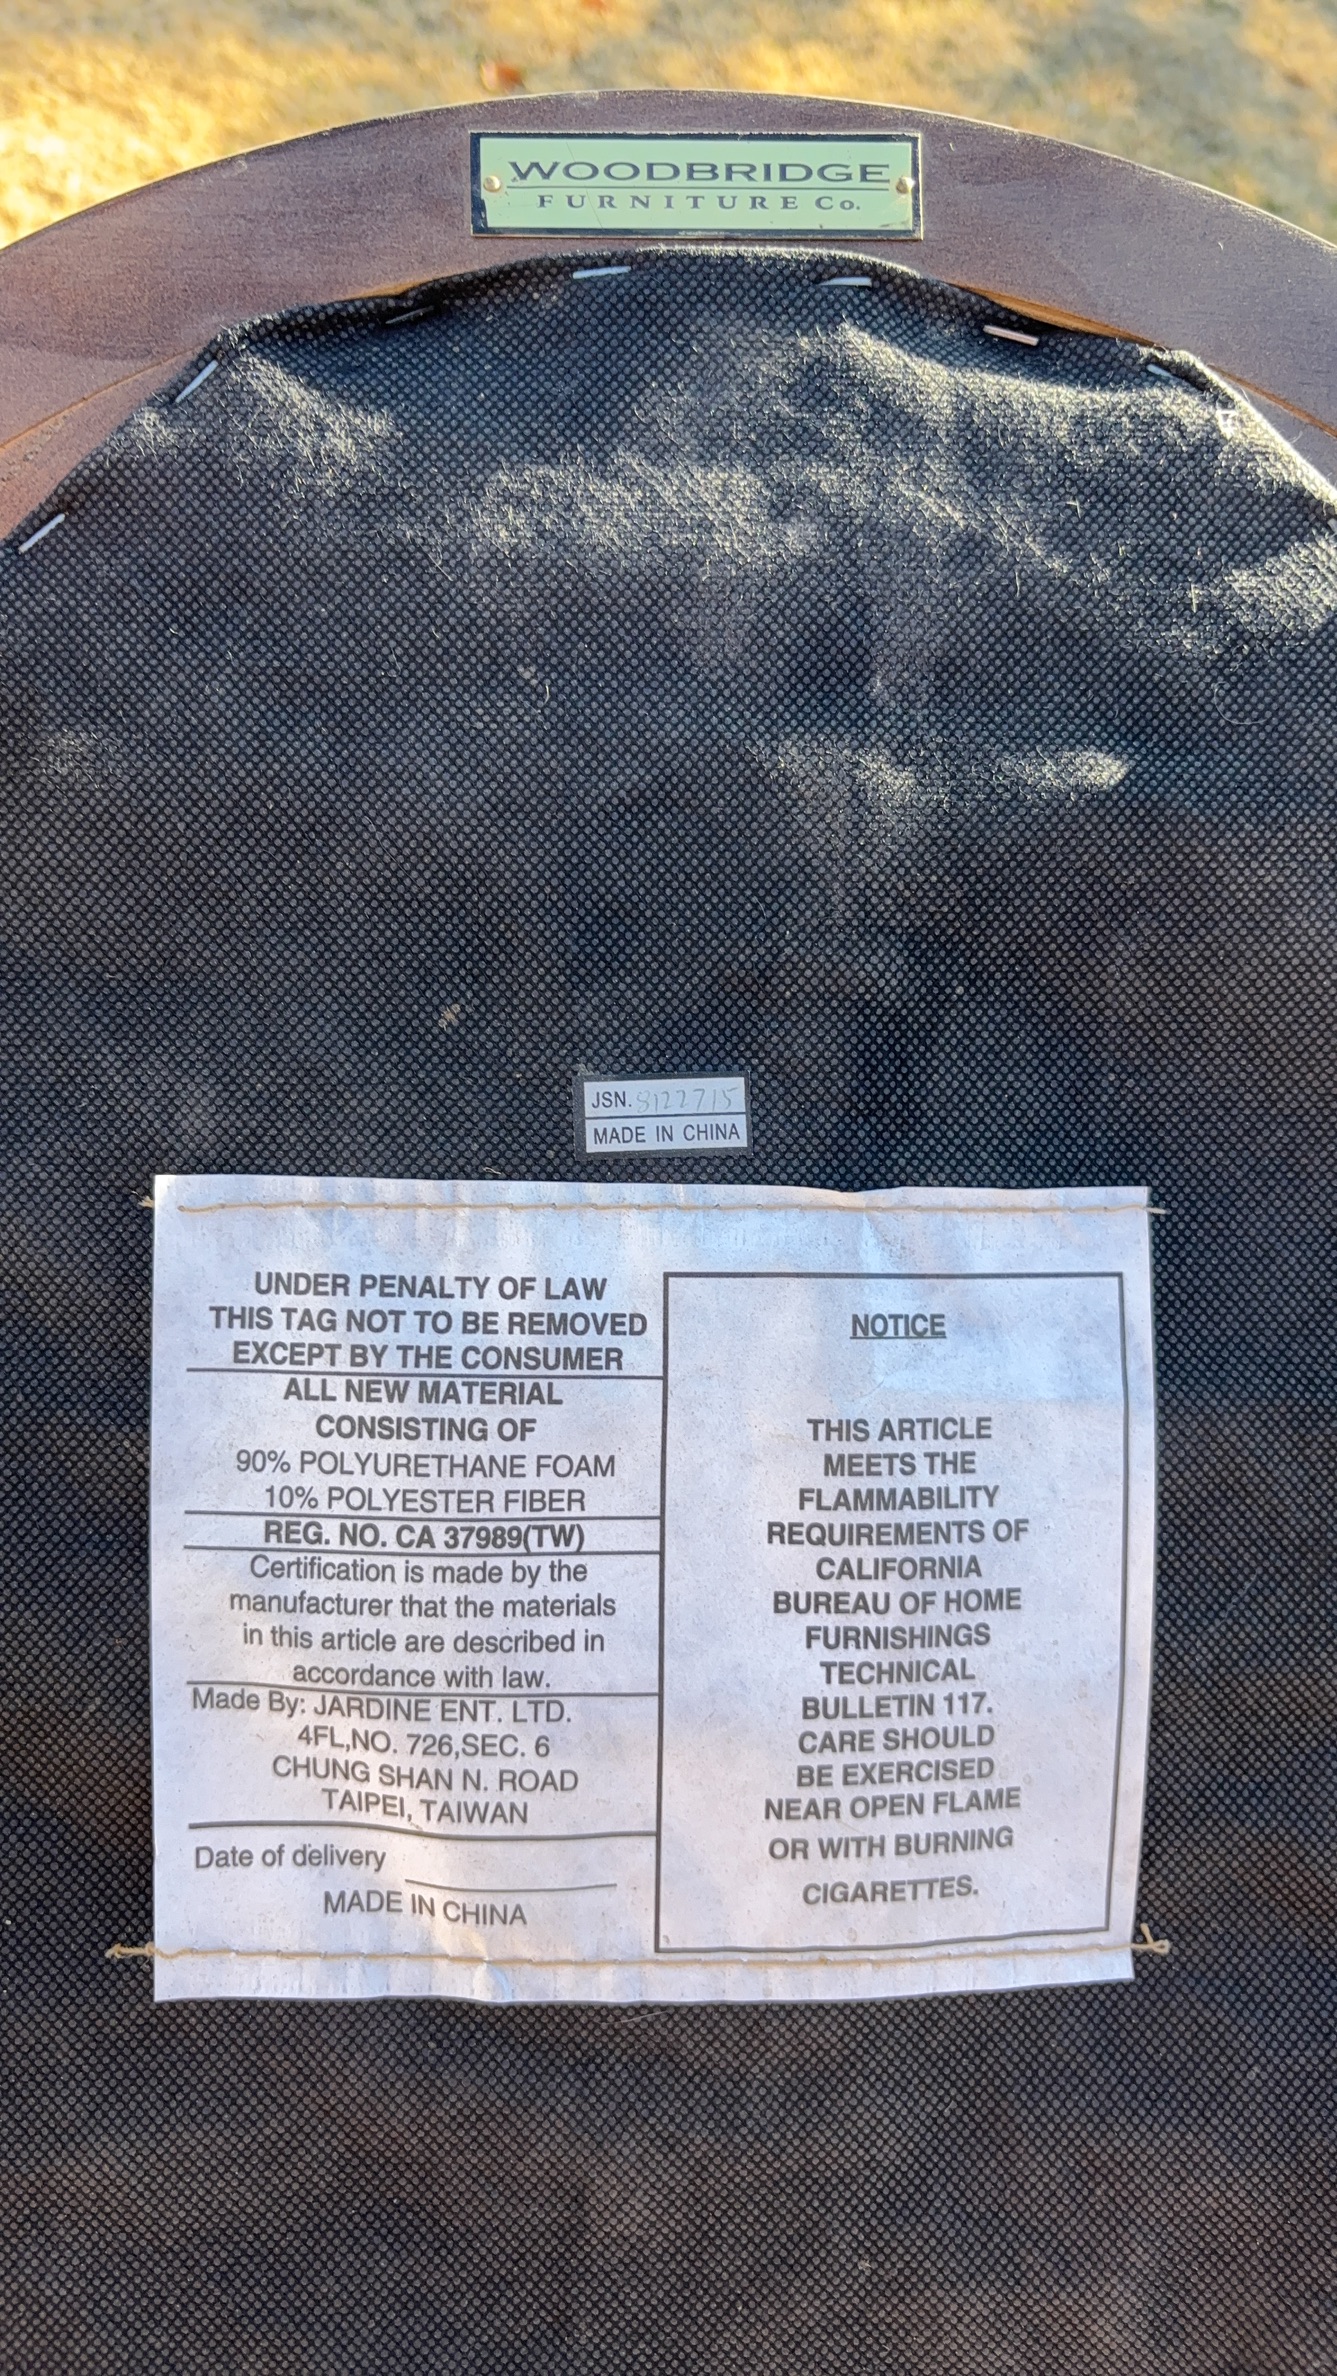 WOODBRIDGE
FURNITURE Co.
JSN. 8122715
MADE IN CHINA
UNDER PENALTY OF LAW
THIS TAG NOT TO BE REMOVED
EXCEPT BY THE CONSUMER
ALL NEW MATERIAL
CONSISTING OF
90% POLYURETHANE FOAM
10% POLYESTER FIBER
REG. NO. CA 37989(TW)
Certification is made by the
manufacturer that the materials
in this article are described in
accordance with law.
Made By: JARDINE ENT. LTD.
4FL,NO. 726,SEC. 6
CHUNG SHAN N. ROAD
TAIPEI, TAIWAN
Date of delivery
MADE IN CHINA
NOTICE
THIS ARTICLE
MEETS THE
FLAMMABILITY
REQUIREMENTS OF
CALIFORNIA
BUREAU OF HOME
FURNISHINGS
TECHNICAL
BULLETIN 117.
CARE SHOULD
BE EXERCISED
NEAR OPEN FLAME
OR WITH BURNING
CIGARETTES.